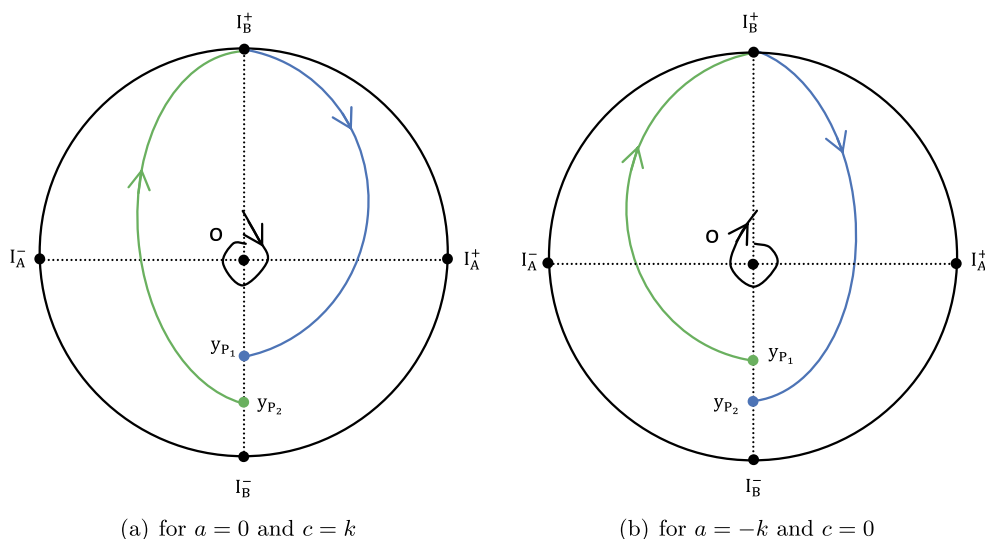 I_B^+
I_B^+
O
O
I_A^-
I_A^+
I_A^-
I_A^+
y_{P_1}
y_{P_1}
y_{P_2}
y_{P_2}
I_B^-
I_B^-
(a) for a = 0 and c = k
(b) for a = −k and c = 0